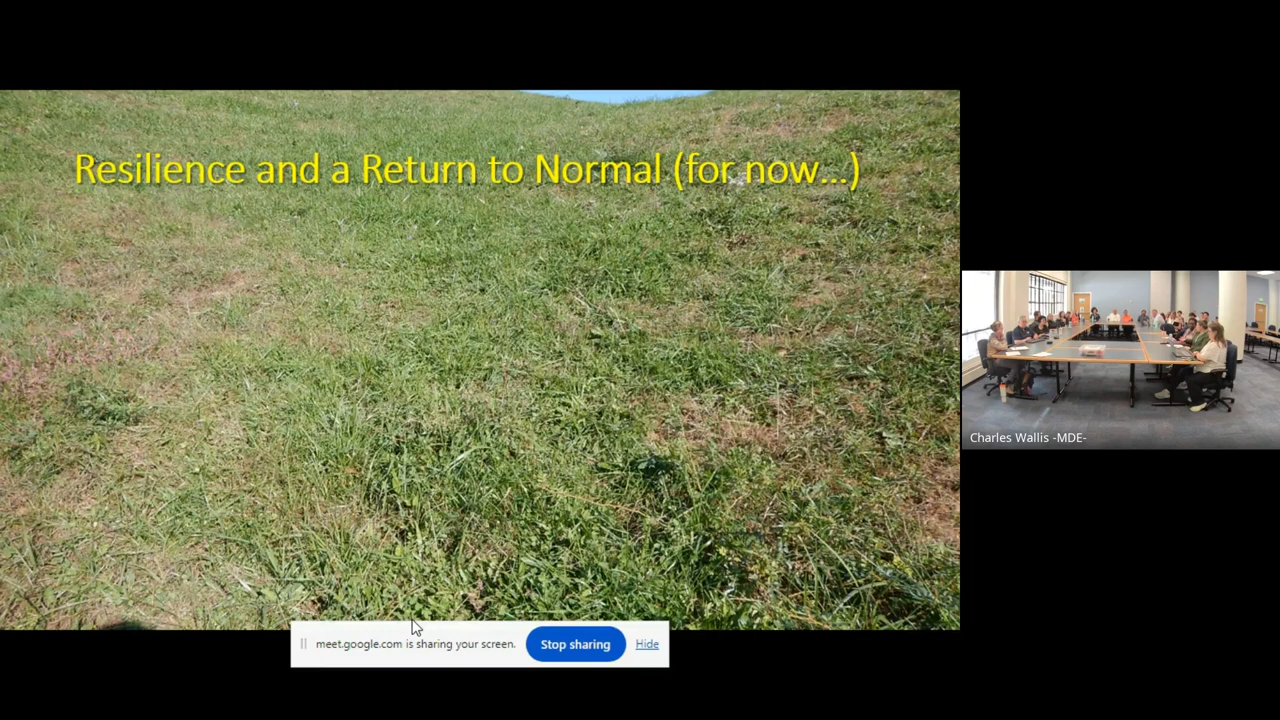 Resilience and a Return to Normal (for now...)
Charles Wallis -MDE-
meet.google.com is sharing your screen.
Stop sharing
Hide